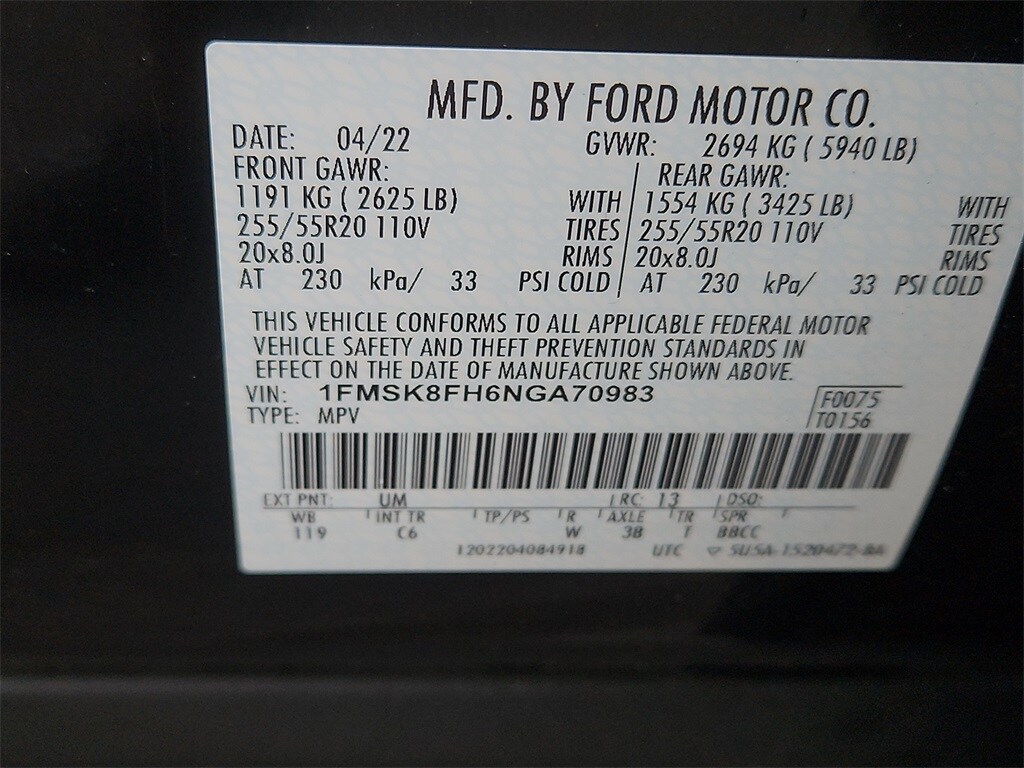 MFD. BY FORD MOTOR CO.
DATE: 04/22 GVWR: 2694 KG ( 5940 LB)
FRONT GAWR: REAR GAWR:
1191 KG ( 2625 LB) WITH 1554 KG ( 3425 LB) WITH
255/55R20 110V TIRES 255/55R20 110V TIRES
20x8.0J RIMS 20x8.0J RIMS
AT 230 kPa/ 33 PSI COLD AT 230 kPa/ 33 PSI COLD
THIS VEHICLE CONFORMS TO ALL APPLICABLE FEDERAL MOTOR
VEHICLE SAFETY AND THEFT PREVENTION STANDARDS IN
EFFECT ON THE DATE OF MANUFACTURE SHOWN ABOVE.
VIN: 1FMSK8FH6NGA70983 F0075
TYPE: MPV T0156
EXT PNT: UM RC: 13 DSO:
WB INT TR TP/PS R AXLE TR SPR
119 C6 W 3B T BBCC
1202204084918 UTC 5U5A-1520472-BA